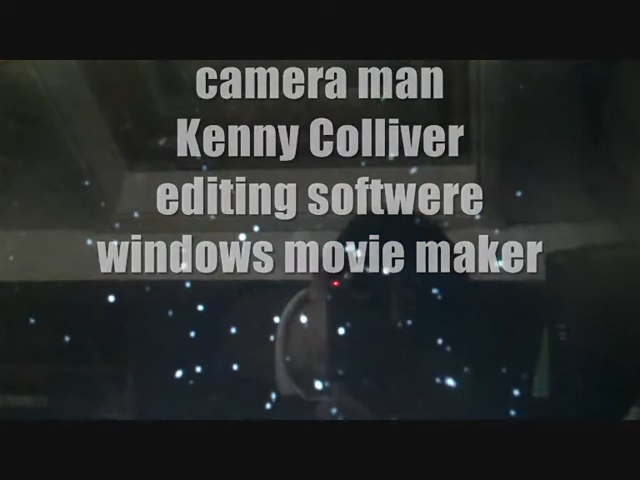 camera man
Kenny Colliver
editing softwere
windows movie maker